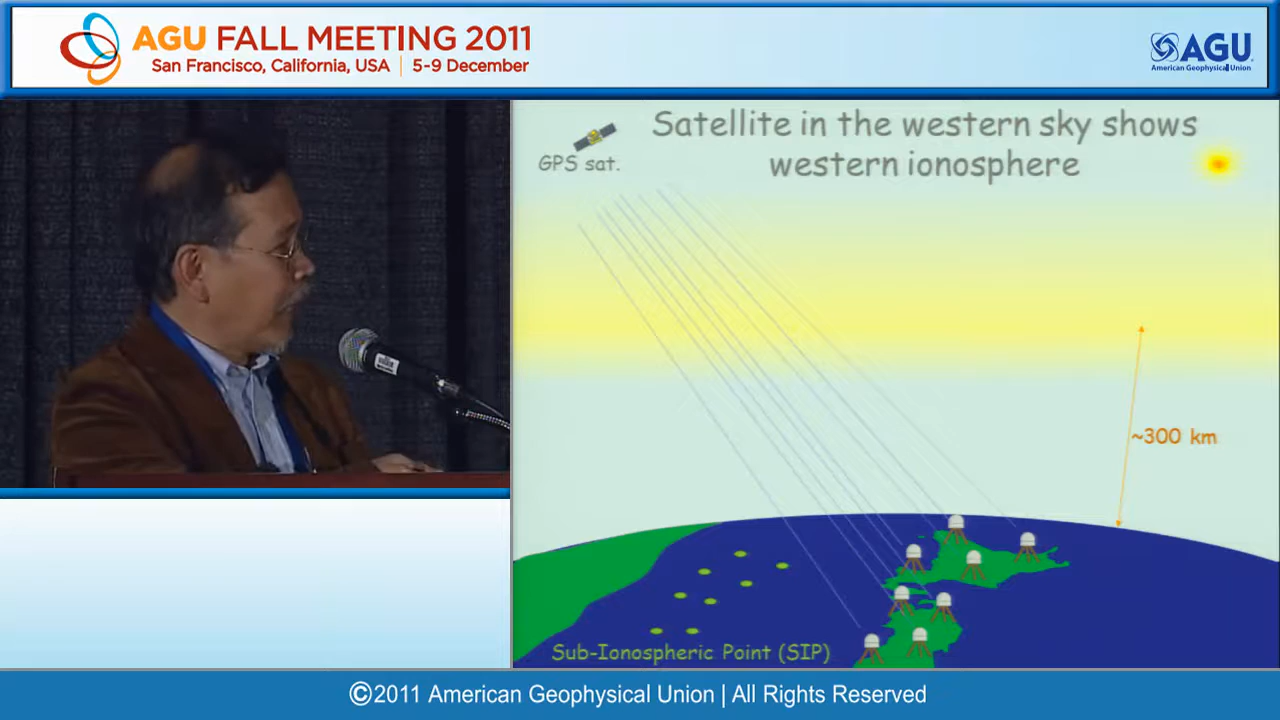 AGU FALL MEETING 2011
San Francisco, California, USA | 5-9 December
AGU
American Geophysical Union
Satellite in the western sky shows
western ionosphere
GPS sat.
~300 km
Sub-Ionospheric Point (SIP)
©2011 American Geophysical Union | All Rights Reserved